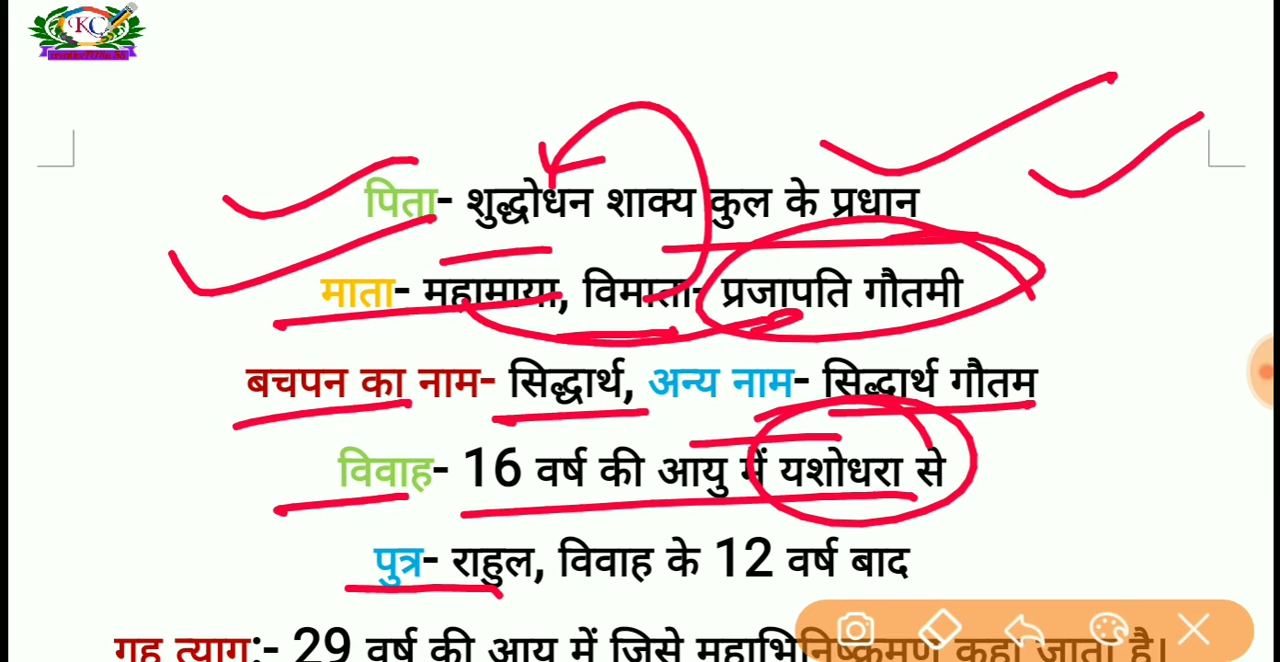 KC
पिता- शुद्धोधन शाक्य कुल के प्रधान
माता- महामाया, विमाता- प्रजापति गौतमी
बचपन का नाम- सिद्धार्थ, अन्य नाम- सिद्धार्थ गौतम
विवाह- 16 वर्ष की आयु में यशोधरा से
पुत्र- राहुल, विवाह के 12 वर्ष बाद
गृह त्याग:- 29 वर्ष की आयु में जिसे महाभिनिष्क्रमण कहा जाता है।